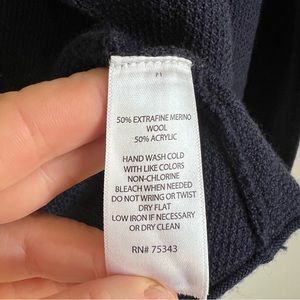 50% EXTRAFINE MERINO
WOOL
50% ACRYLIC
HAND WASH COLD
WITH LIKE COLORS
NON-CHLORINE
BLEACH WHEN NEEDED
DO NOT WRING OR TWIST
DRY FLAT
LOW IRON IF NECESSARY
OR DRY CLEAN
RN# 75343